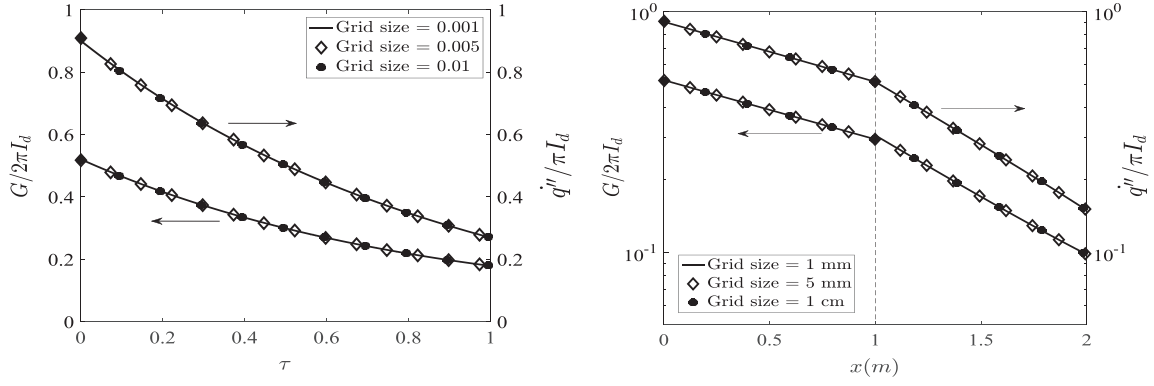 1
1
0.8
0.8
0.6
0.6
0.4
0.4
0.2
0.2
0
0
0
0.2
0.4
0.6
0.8
1
τ
G/2πI_d
q̇''/πI_d
Grid size = 0.001
Grid size = 0.005
Grid size = 0.01
10^0
10^0
10^{-1}
10^{-1}
0
0.5
1
1.5
2
x(m)
G/2πI_d
q̇''/πI_d
Grid size = 1 mm
Grid size = 5 mm
Grid size = 1 cm